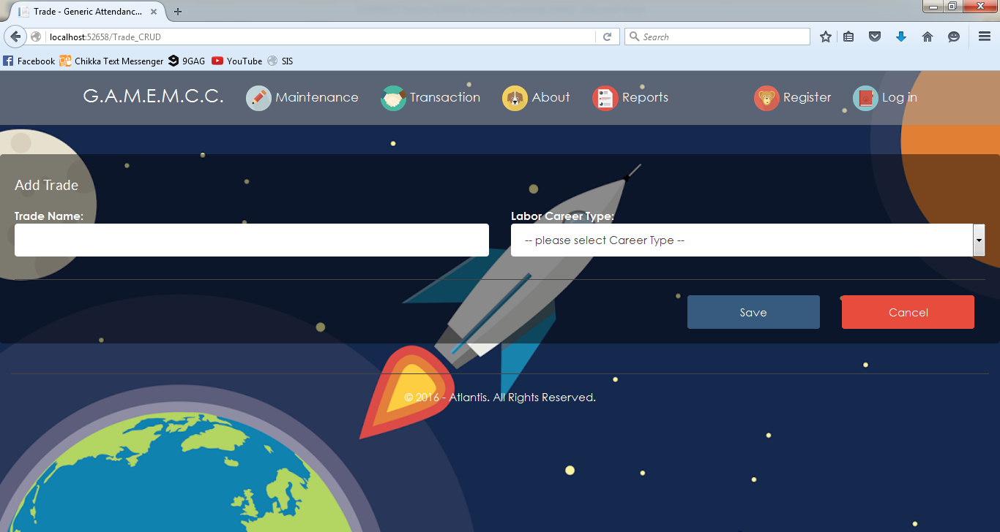 Trade - Generic Attendanc...
localhost:52658/Trade_CRUD
Search
Facebook Chikka Text Messenger 9GAG YouTube SIS
G.A.M.E.M.C.C. Maintenance Transaction About Reports Register Log in
Add Trade
Trade Name: Labor Career Type:
-- please select Career Type --
Save Cancel
© 2016 - Atlantis. All Rights Reserved.